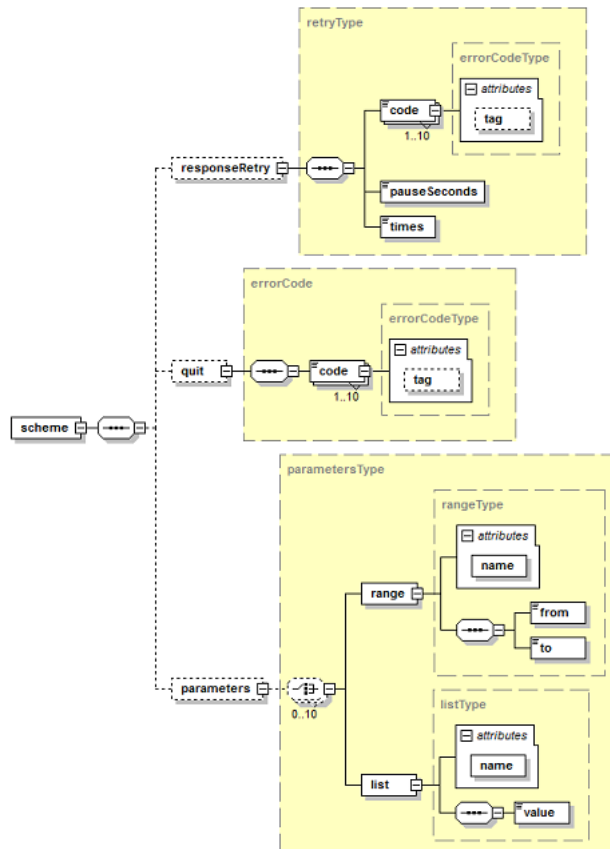 retryType
errorCodeType
attributes
code
tag
1..10
responseRetry
pauseSeconds
times
errorCode
errorCodeType
attributes
quit
code
tag
1..10
scheme
parametersType
rangeType
attributes
name
range
from
to
parameters
0..10
listType
attributes
name
list
value